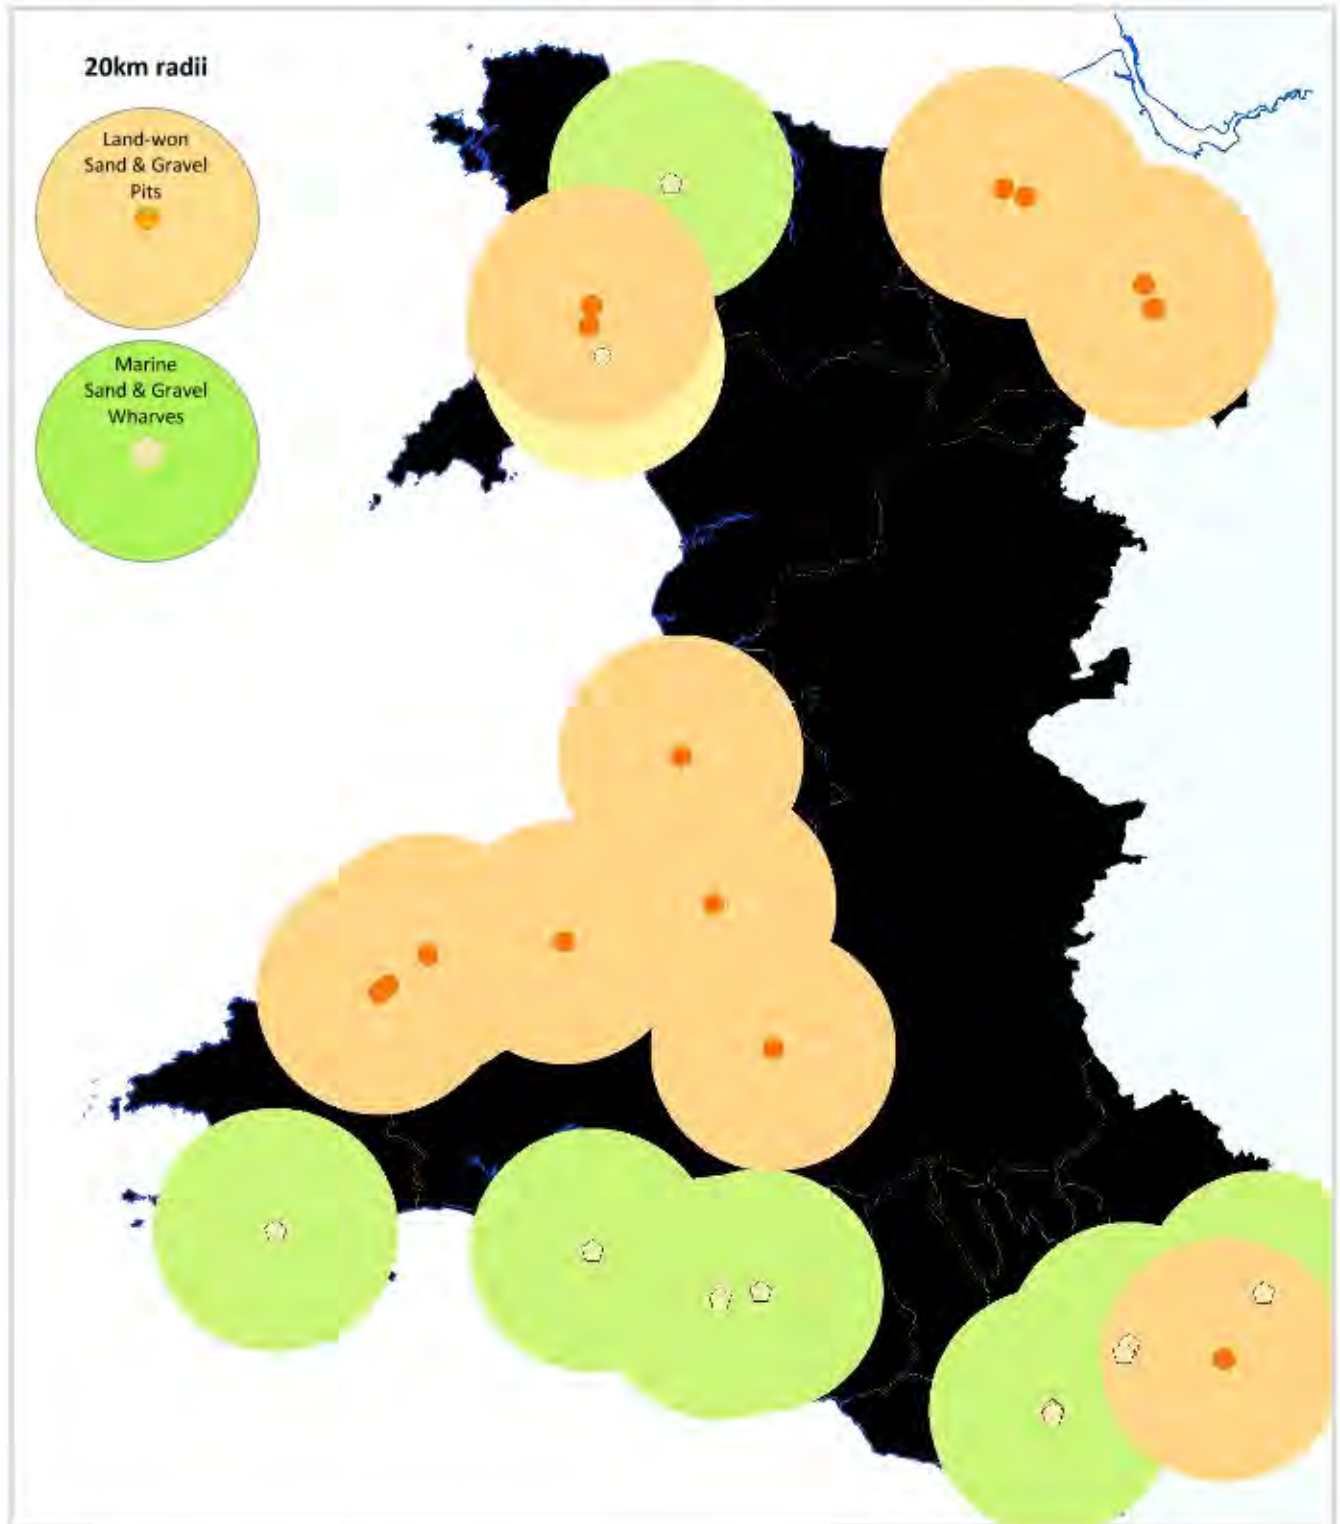 20km radii
Land-won
Sand & Gravel
Pits
Marine
Sand & Gravel
Wharves